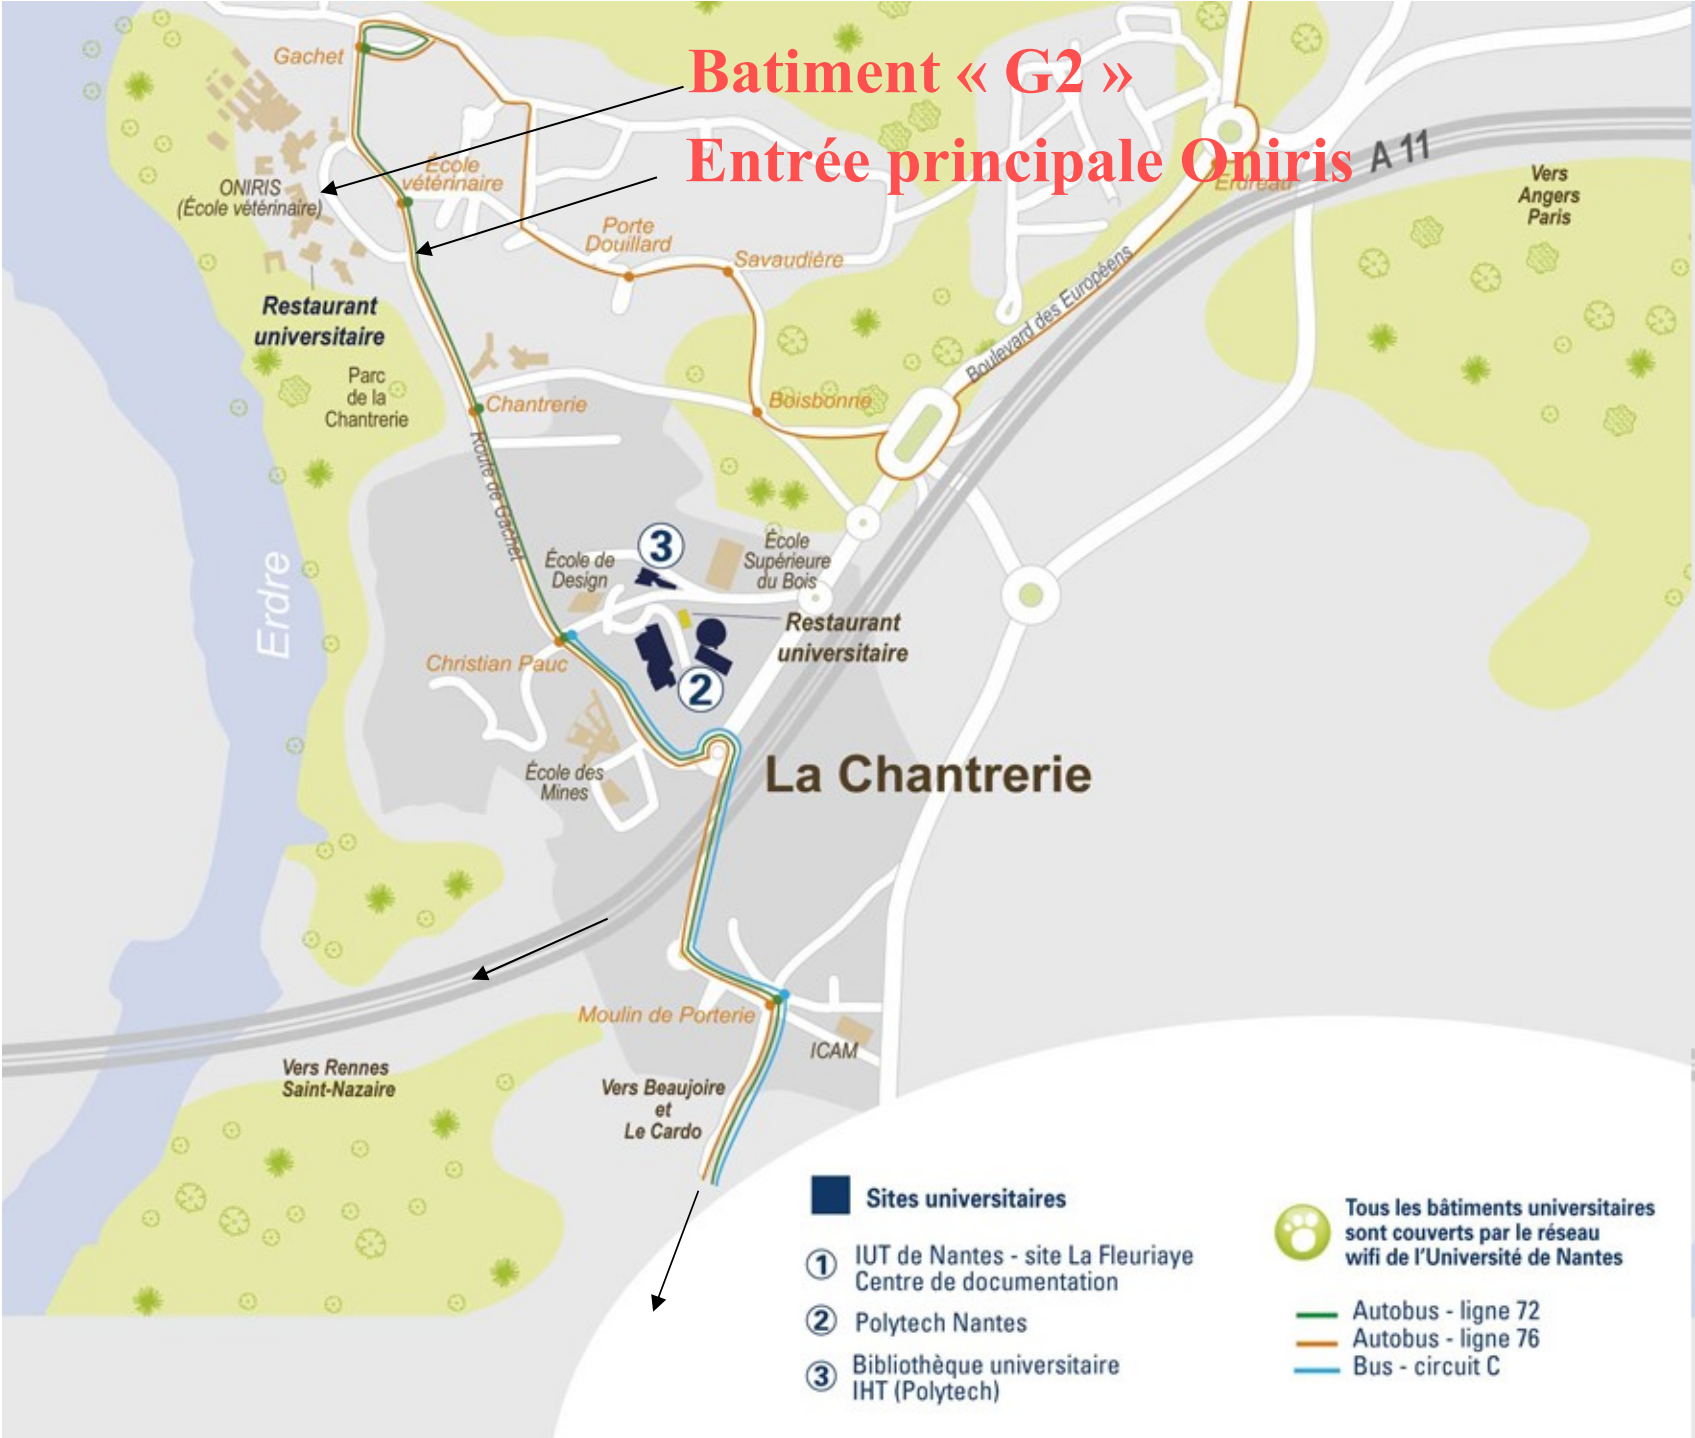 Batiment « G2 »
Entrée principale Oniris
Gachet
École
vétérinaire
ONIRIS
(École vétérinaire)
Porte
Douillard
Savaudière
Erdreau
A 11
Vers
Angers
Paris
Restaurant
universitaire
Boulevard des Européens
Parc
de la
Chantrerie
Chantrerie
Boisbonne
Route de Gachet
Erdre
3
École de
Design
École
Supérieure
du Bois
Restaurant
universitaire
Christian Pauc
2
École des
Mines
La Chantrerie
Moulin de Porterie
ICAM
Vers Rennes
Saint-Nazaire
Vers Beaujoire
et
Le Cardo
Sites universitaires
1 IUT de Nantes - site La Fleuriaye
Centre de documentation
2 Polytech Nantes
3 Bibliothèque universitaire
IHT (Polytech)
Tous les bâtiments universitaires
sont couverts par le réseau
wifi de l'Université de Nantes
Autobus - ligne 72
Autobus - ligne 76
Bus - circuit C